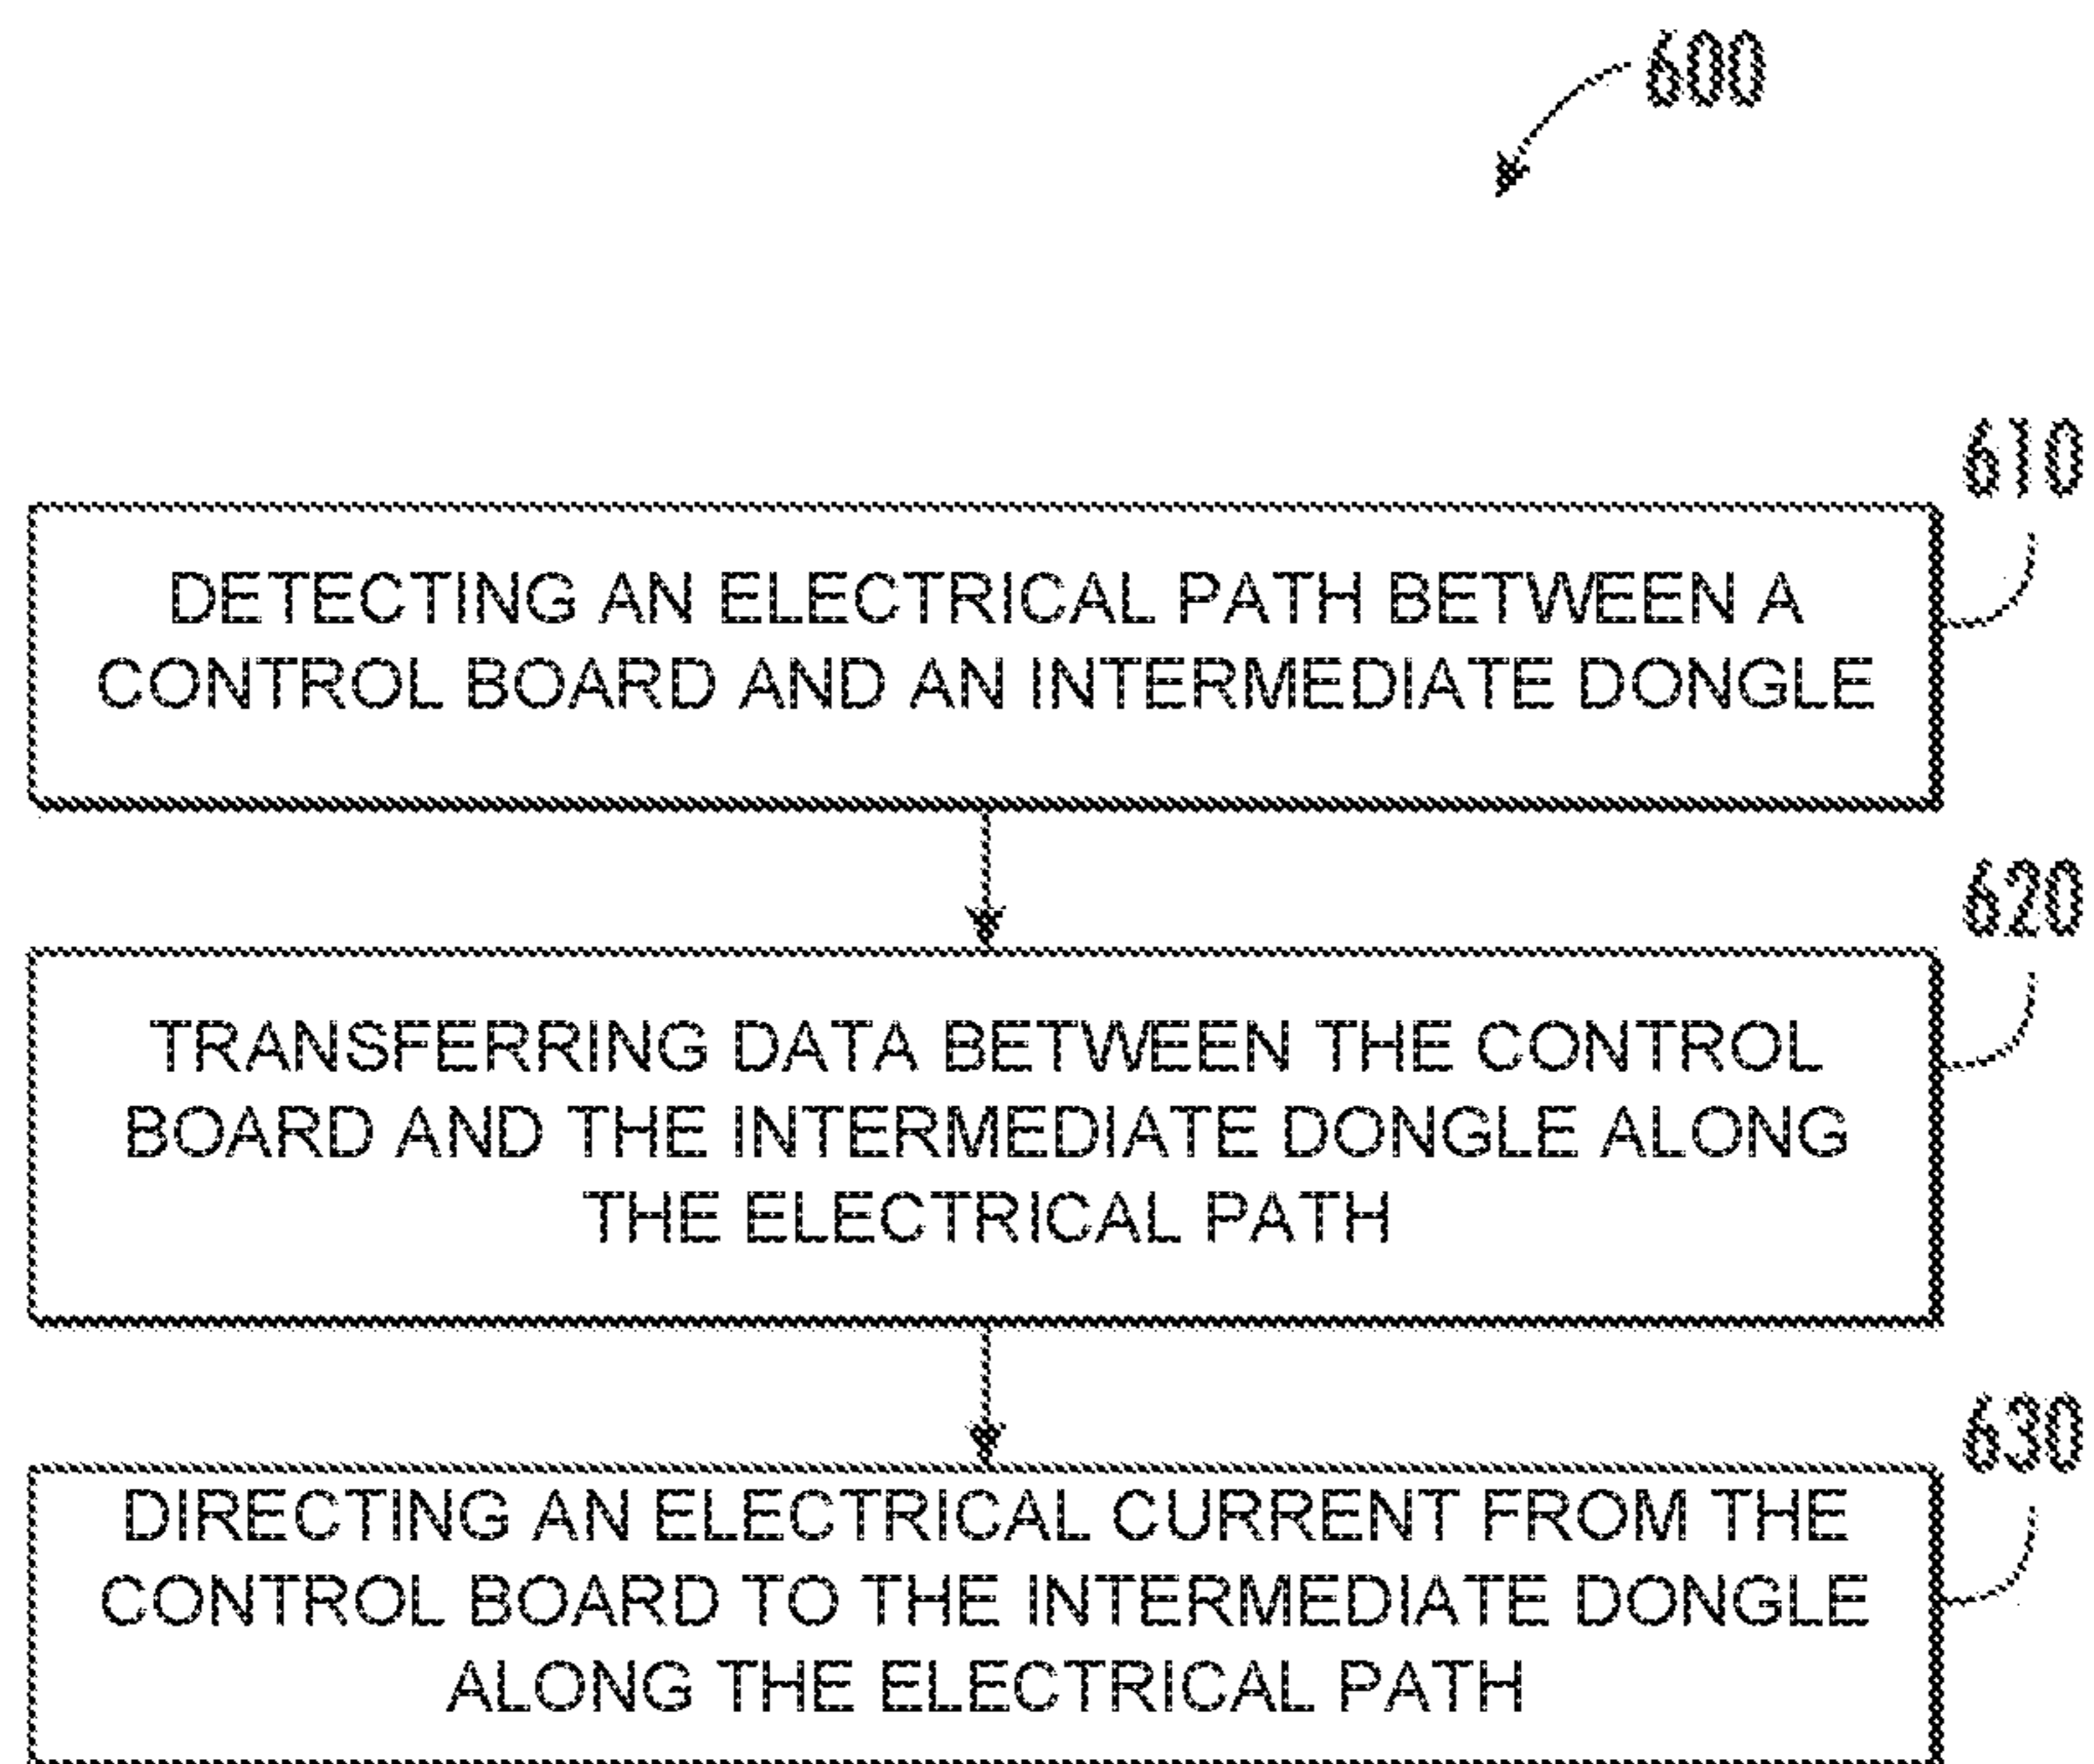 600
610
DETECTING AN ELECTRICAL PATH BETWEEN A
CONTROL BOARD AND AN INTERMEDIATE DONGLE
620
TRANSFERRING DATA BETWEEN THE CONTROL
BOARD AND THE INTERMEDIATE DONGLE ALONG
THE ELECTRICAL PATH
630
DIRECTING AN ELECTRICAL CURRENT FROM THE
CONTROL BOARD TO THE INTERMEDIATE DONGLE
ALONG THE ELECTRICAL PATH